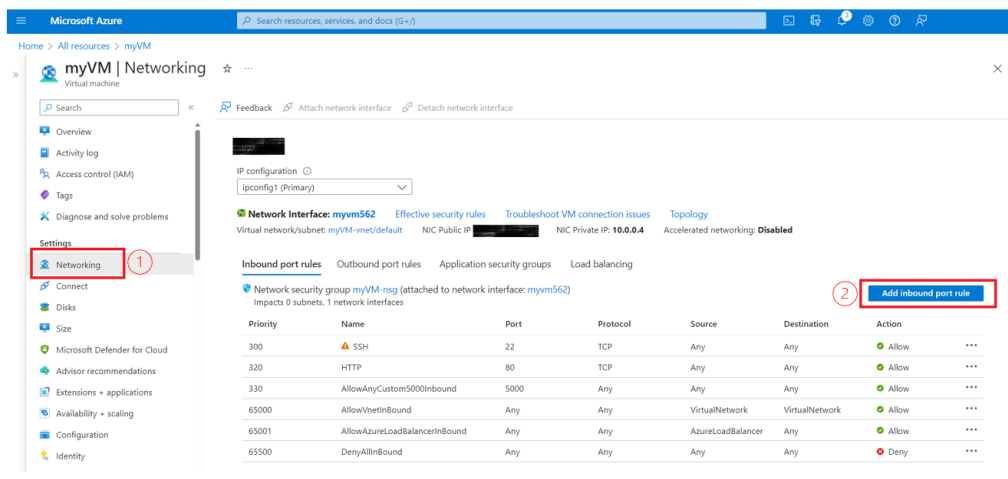 Microsoft Azure
Search resources, services, and docs (G+/)
3
Home > All resources > myVM
myVM | Networking
Virtual machine
Search
Overview
Activity log
Access control (IAM)
Tags
Diagnose and solve problems
Settings
Networking
1
Connect
Disks
Size
Microsoft Defender for Cloud
Advisor recommendations
Extensions + applications
Availability + scaling
Configuration
Identity
Feedback Attach network interface Detach network interface
IP configuration
ipconfig1 (Primary)
Network Interface: myvm562 Effective security rules Troubleshoot VM connection issues Topology
Virtual network/subnet: myVM-vnet/default NIC Public IP NIC Private IP: 10.0.0.4 Accelerated networking: Disabled
Inbound port rules Outbound port rules Application security groups Load balancing
Network security group myVM-nsg (attached to network interface: myvm562)
Impacts 0 subnets, 1 network interfaces
2
Add inbound port rule
Priority Name Port Protocol Source Destination Action
300 SSH 22 TCP Any Any Allow
320 HTTP 80 TCP Any Any Allow
330 AllowAnyCustom5000Inbound 5000 Any Any Any Allow
65000 AllowVnetInBound Any Any VirtualNetwork VirtualNetwork Allow
65001 AllowAzureLoadBalancerInBound Any Any AzureLoadBalancer Any Allow
65500 DenyAllInBound Any Any Any Any Deny